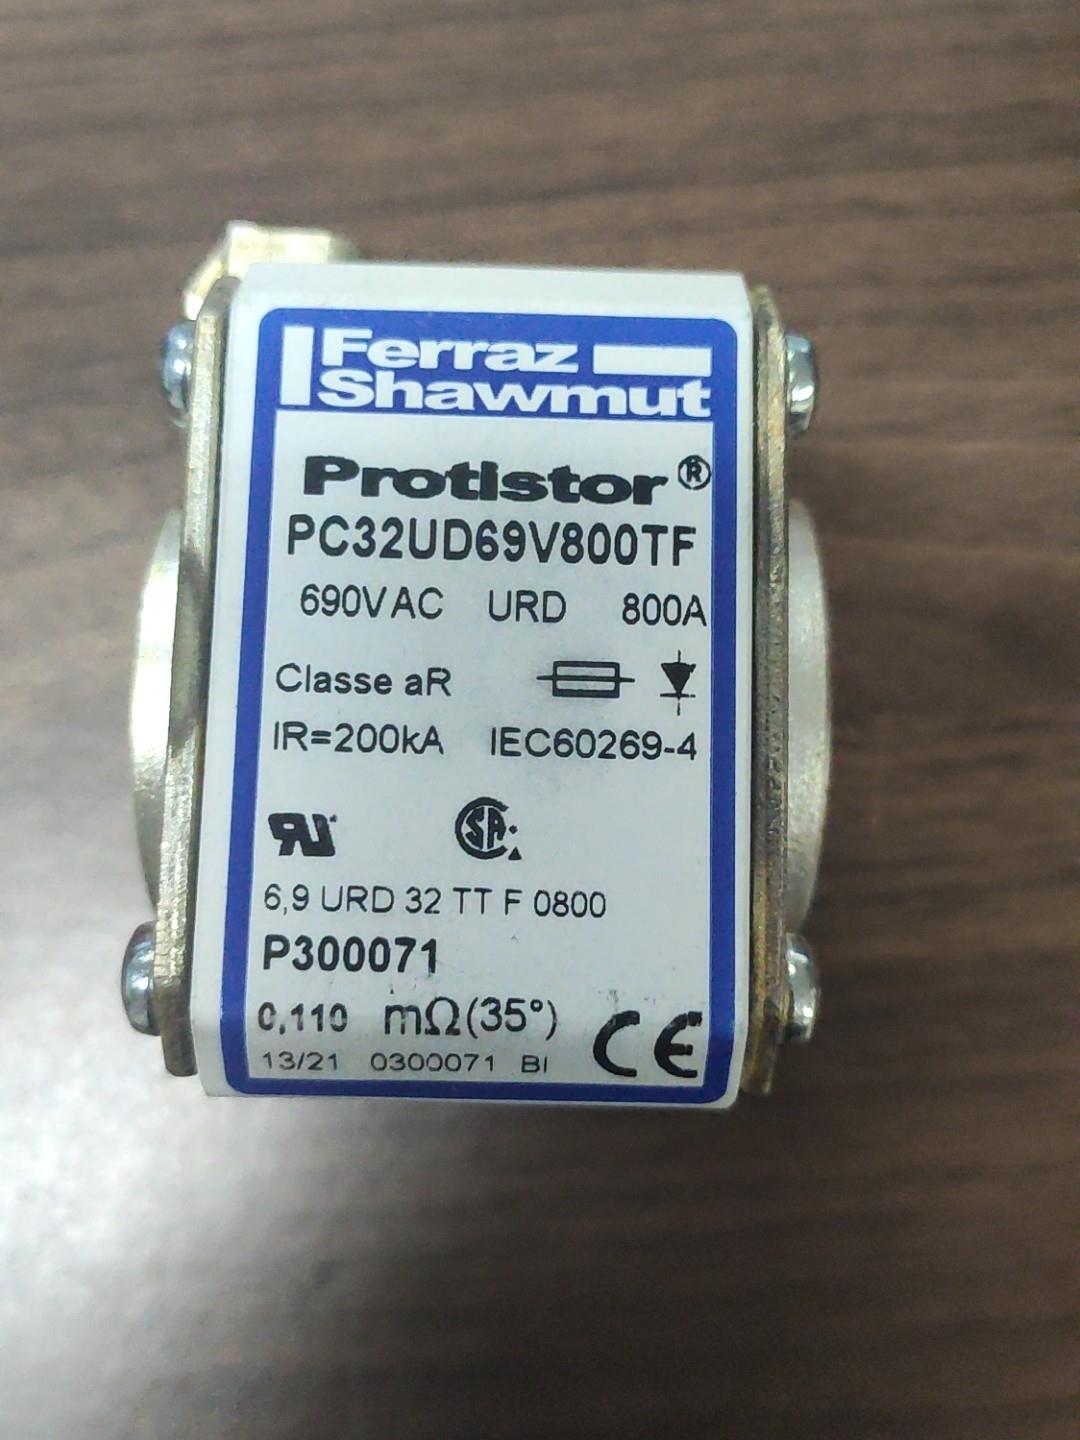 Ferraz
Shawmut
Protistor®
PC32UD69V800TF
690VAC URD 800A
Classe aR
IR=200kA IEC60269-4
6,9 URD 32 TT F 0800
P300071
0,110 mΩ(35°)
CE
13/21 0300071 BI